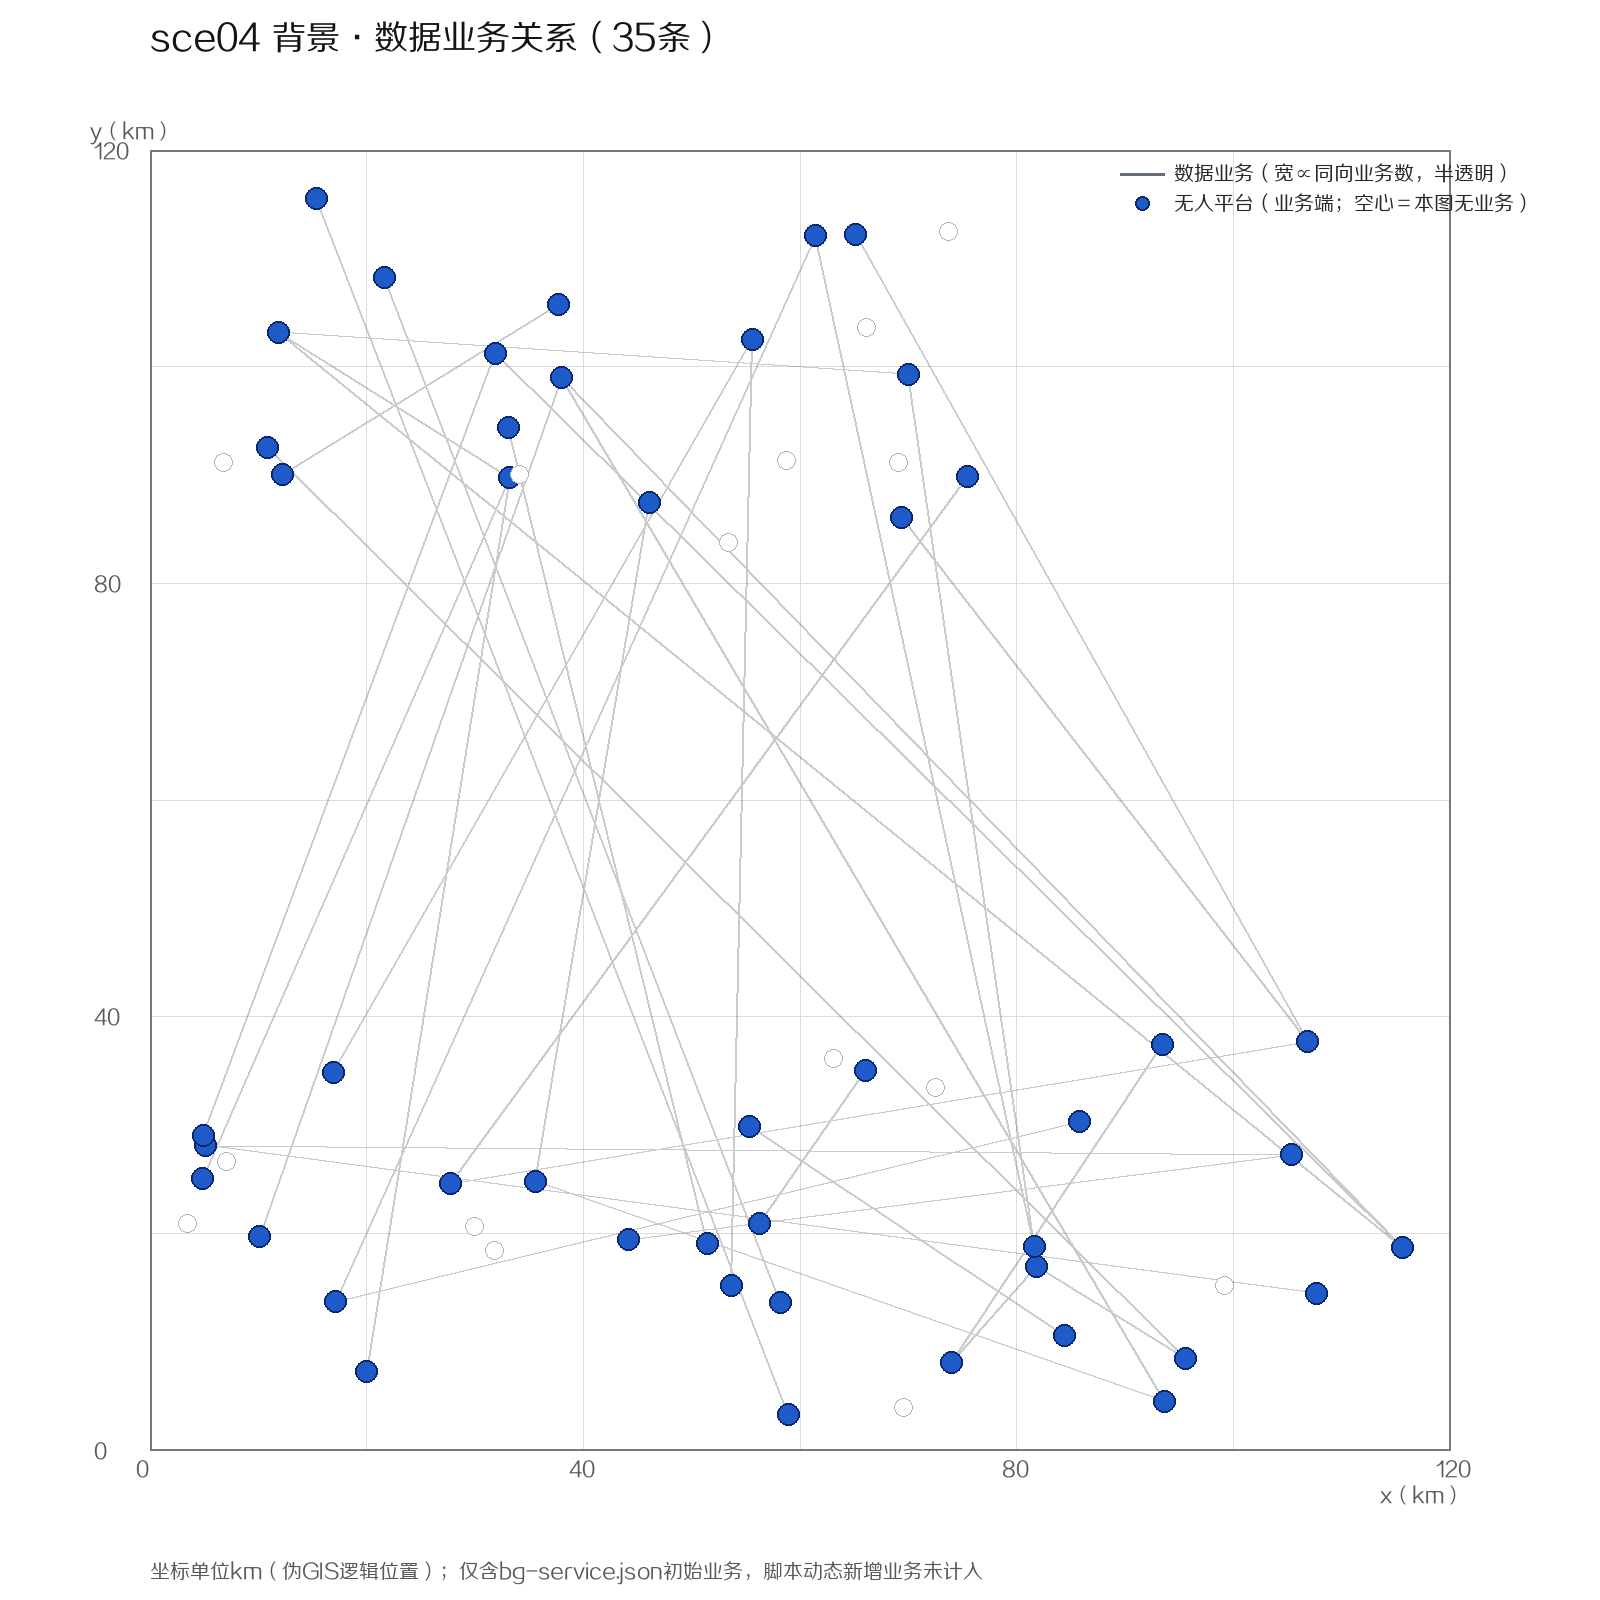 sce04 背景·数据业务关系（35条）
y（km）
120
数据业务（宽∝同向业务数，半透明）
无人平台（业务端；空心＝本图无业务）
80
40
0
0 40 80 120
x（km）
坐标单位km（伪GIS逻辑位置）；仅含bg-service.json初始业务，脚本动态新增业务未计入